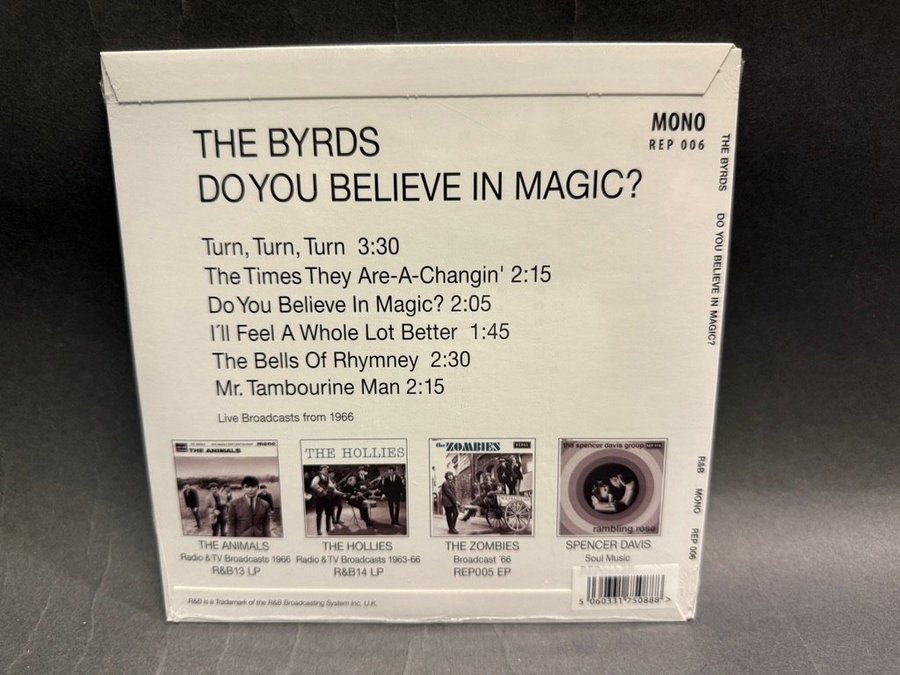 THE BYRDS
DO YOU BELIEVE IN MAGIC?
MONO
REP 006
Turn, Turn, Turn 3:30
The Times They Are-A-Changin' 2:15
Do You Believe In Magic? 2:05
I´ll Feel A Whole Lot Better 1:45
The Bells Of Rhymney 2:30
Mr. Tambourine Man 2:15
Live Broadcasts from 1966
THE ANIMALS
mono
THE HOLLIES
the ZOMBIES
the spencer davis group
rambling rose
THE ANIMALS
Radio & TV Broadcasts 1966
R&B13 LP
THE HOLLIES
Radio & TV Broadcasts 1963-66
R&B14 LP
THE ZOMBIES
Broadcast ´66
REP005 EP
SPENCER DAVIS
Soul Music
R&B is a Trademark of the R&B Broadcasting System Inc. U.K.
5 060331 750888 >
THE BYRDS DO YOU BELIEVE IN MAGIC? R&B MONO REP 006